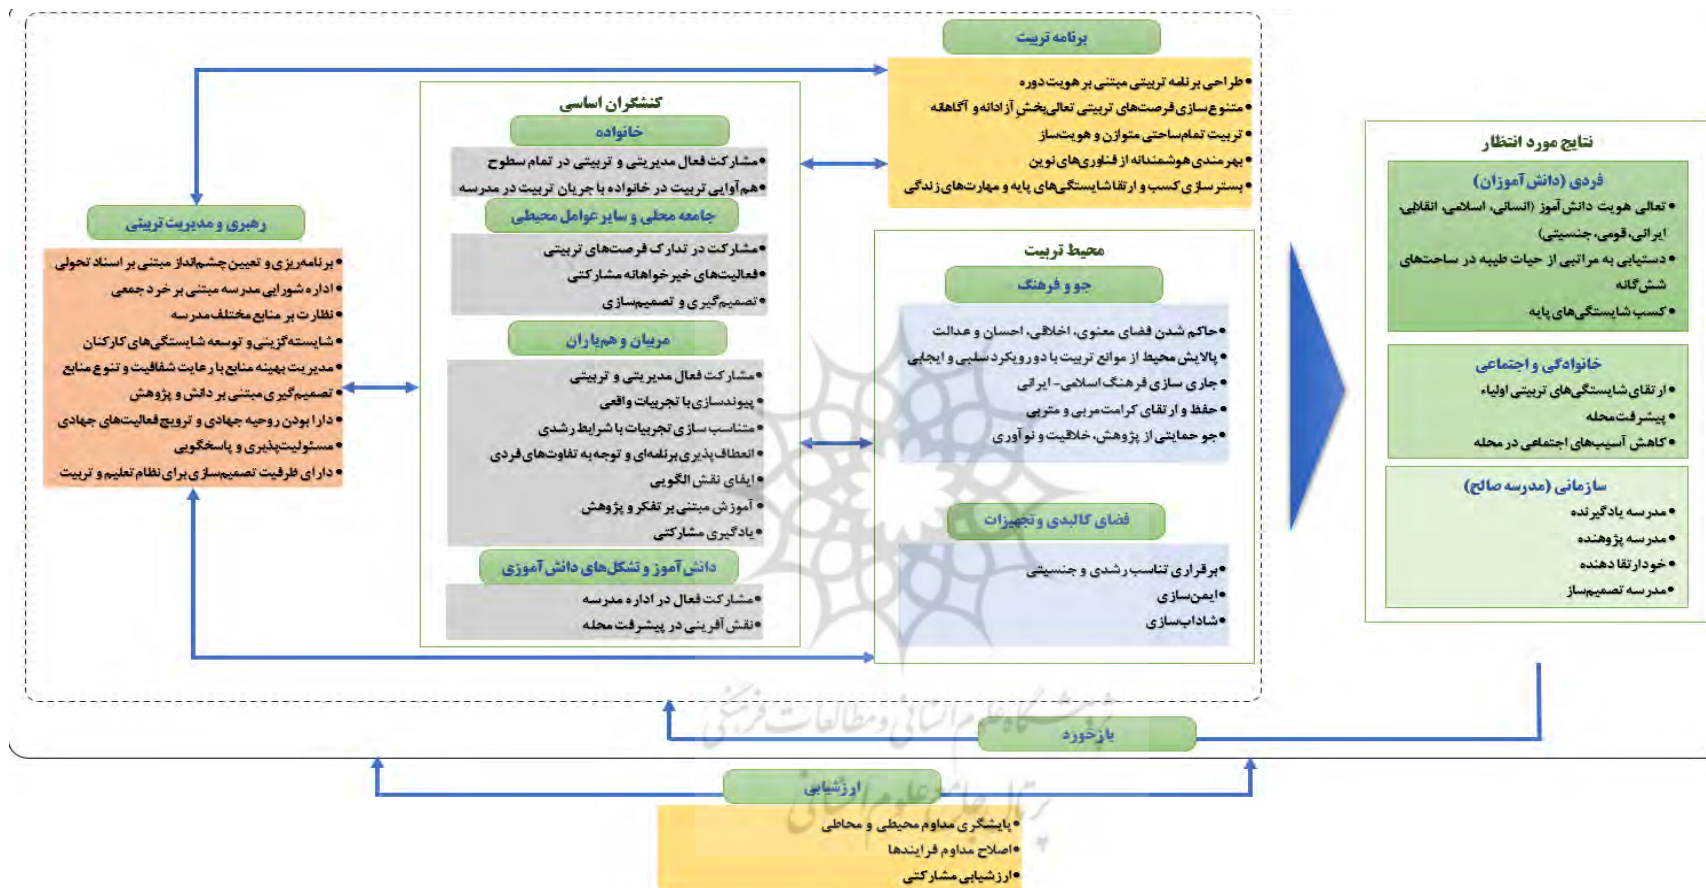 برنامه تربیت
•طراحی برنامه تربیتی مبتنی بر هویت دوره
•متنوع‌سازی فرصت‌های تربیتی تعالی‌بخش آزادانه و آگاهانه
•تربیت تمام‌ساحتی متوازن و هویت‌ساز
•بهره‌مندی هوشمندانه از فناوری‌های نوین
•بسترسازی کسب و ارتقا شایستگی‌های پایه و مهارت‌های زندگی
نتایج مورد انتظار
فردی (دانش آموزان)
•تعالی هویت دانش‌آموز (انسانی، اسلامی، انقلابی،
ایرانی، قومی، جنسیتی)
•دستیابی به مراتبی از حیات طیبه در ساحت‌های
شش‌گانه
•کسب شایستگی‌های پایه
خانوادگی و اجتماعی
•ارتقای شایستگی‌های تربیتی اولیاء
•پیشرفت محله
•کاهش آسیب‌های اجتماعی در محله
سازمانی (مدرسه صالح)
•مدرسه یادگیرنده
•مدرسه پژوهنده
•خودارتقا دهنده
•مدرسه تصمیم‌ساز
محیط تربیت
جو و فرهنگ
•حاکم شدن فضای معنوی، اخلاقی، احسان و عدالت
•پالایش محیط از موانع تربیت با دو رویکرد سلبی و ایجابی
•جاری سازی فرهنگ اسلامی- ایرانی
•حفظ و ارتقای کرامت مربی و متربی
•جو حمایتی از پژوهش، خلاقیت و نوآوری
فضای کالبدی و تجهیزات
•برقراری تناسب رشدی و جنسیتی
•ایمن‌سازی
•شاداب‌سازی
کنشگران اساسی
خانواده
•مشارکت فعال مدیریتی و تربیتی در تمام سطوح
•هم‌آوایی تربیت در خانواده با جریان تربیت در مدرسه
جامعه محلی و سایر عوامل محیطی
•مشارکت در تدارک فرصت‌های تربیتی
•فعالیت‌های خیرخواهانه مشارکتی
•تصمیم‌گیری و تصمیم‌سازی
مربیان و هم‌یاران
•مشارکت فعال مدیریتی و تربیتی
•پیوندسازی با تجربیات واقعی
•متناسب سازی تجربیات با شرایط رشدی
•انعطاف‌پذیری برنامه‌ای و توجه به تفاوت‌های فردی
•ایفای نقش الگویی
•آموزش مبتنی بر تفکر و پژوهش
•یادگیری مشارکتی
دانش آموز و تشکل‌های دانش آموزی
•مشارکت فعال در اداره مدرسه
•نقش آفرینی در پیشرفت محله
رهبری و مدیریت تربیتی
•برنامه‌ریزی و تعیین چشم‌انداز مبتنی بر اسناد تحولی
•اداره شورایی مدرسه مبتنی بر خرد جمعی
•نظارت بر منابع مختلف مدرسه
•شایسته‌گزینی و توسعه شایستگی‌های کارکنان
•مدیریت بهینه منابع با رعایت شفافیت و تنوع منابع
•تصمیم‌گیری مبتنی بر دانش و پژوهش
•دارا بودن روحیه جهادی و ترویج فعالیت‌های جهادی
•مسئولیت‌پذیری و پاسخگویی
•دارای ظرفیت تصمیم‌سازی برای نظام تعلیم و تربیت
پژوهشگاه علوم انسانی و مطالعات فرهنگی
بازخورد
پرتال جامع علوم انسانی
ارزشیابی
•پایشگری مداوم محیطی و محاطی
•اصلاح مداوم فرایندها
•ارزشیابی مشارکتی